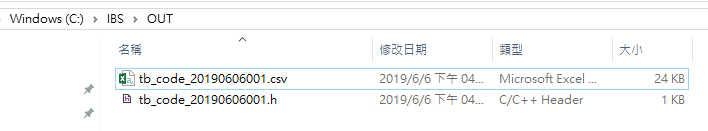 Windows (C:) > IBS > OUT
名稱 修改日期 類型 大小
tb_code_20190606001.csv 2019/6/6 下午 04... Microsoft Excel ... 24 KB
tb_code_20190606001.h 2019/6/6 下午 04... C/C++ Header 1 KB